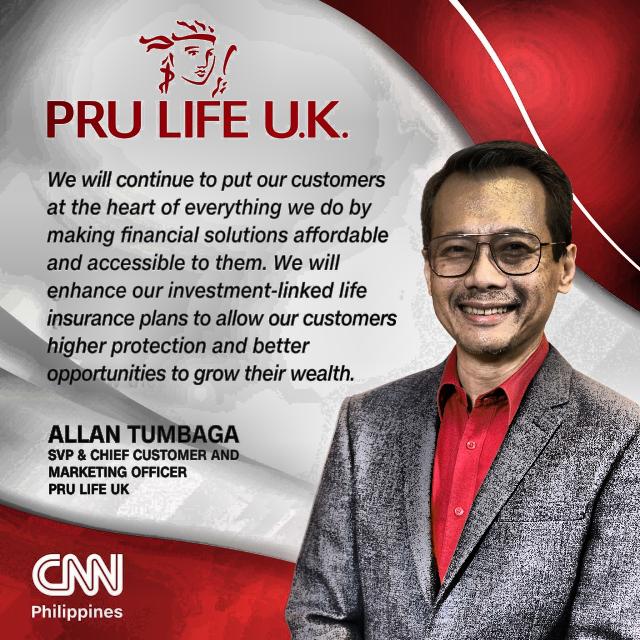 PRU LIFE U.K.
We will continue to put our customers
at the heart of everything we do by
making financial solutions affordable
and accessible to them. We will
enhance our investment-linked life
insurance plans to allow our customers
higher protection and better
opportunities to grow their wealth.
ALLAN TUMBAGA
SVP & CHIEF CUSTOMER AND
MARKETING OFFICER
PRU LIFE UK
CNN
Philippines